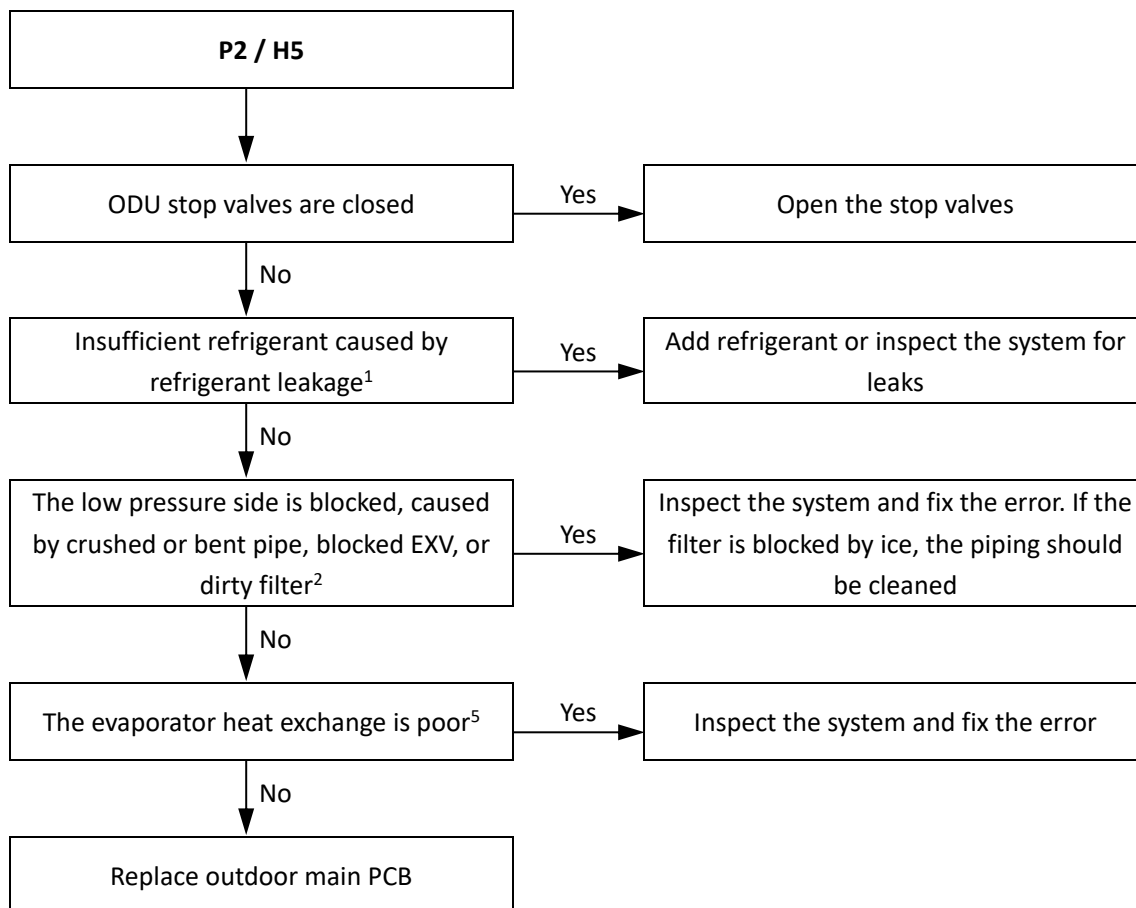 P2 / H5
ODU stop valves are closed
Yes
Open the stop valves
No
Insufficient refrigerant caused by
refrigerant leakage¹
Yes
Add refrigerant or inspect the system for
leaks
No
The low pressure side is blocked, caused
by crushed or bent pipe, blocked EXV, or
dirty filter²
Yes
Inspect the system and fix the error. If the
filter is blocked by ice, the piping should
be cleaned
No
The evaporator heat exchange is poor⁵
Yes
Inspect the system and fix the error
No
Replace outdoor main PCB